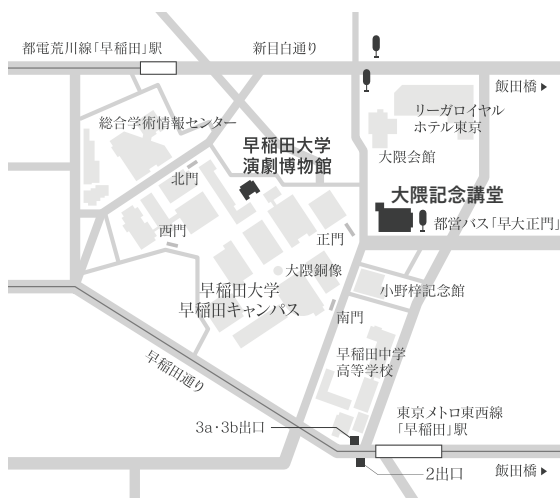 都電荒川線「早稲田」駅
新目白通り
飯田橋▶
総合学術情報センター
リーガロイヤル
ホテル東京
早稲田大学
演劇博物館
大隈会館
北門
大隈記念講堂
都営バス「早大正門」
西門
正門
大隈銅像
早稲田大学
早稲田キャンパス
小野梓記念館
南門
早稲田中学
高等学校
早稲田通り
東京メトロ東西線
「早稲田」駅
3a・3b出口
2出口
飯田橋▶